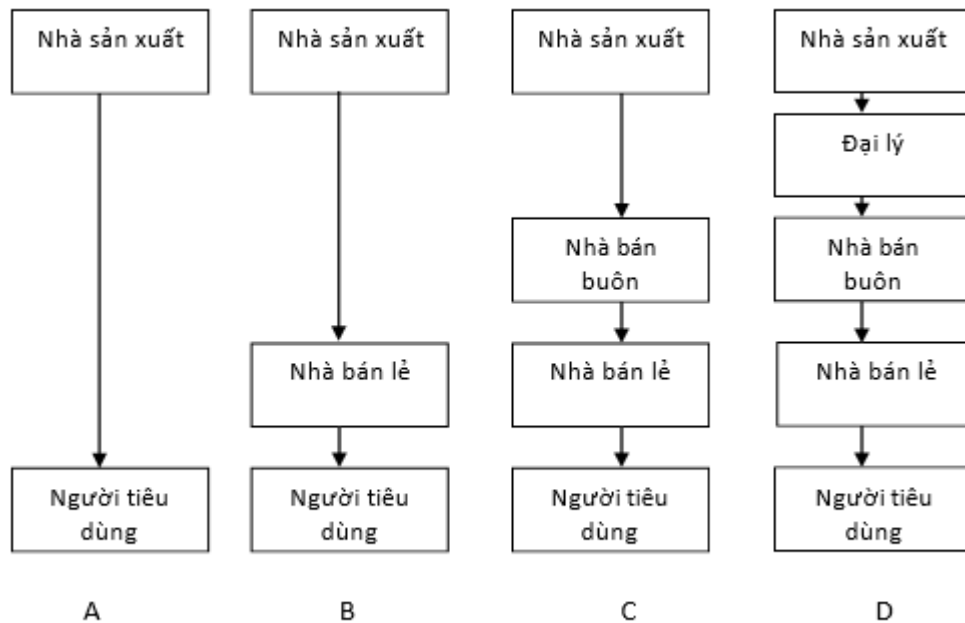 Nhà sản xuất
Nhà sản xuất
Nhà sản xuất
Nhà sản xuất
Đại lý
Nhà bán
buôn
Nhà bán
buôn
Nhà bán lẻ
Nhà bán lẻ
Nhà bán lẻ
Người tiêu
dùng
Người tiêu
dùng
Người tiêu
dùng
Người tiêu
dùng
A
B
C
D